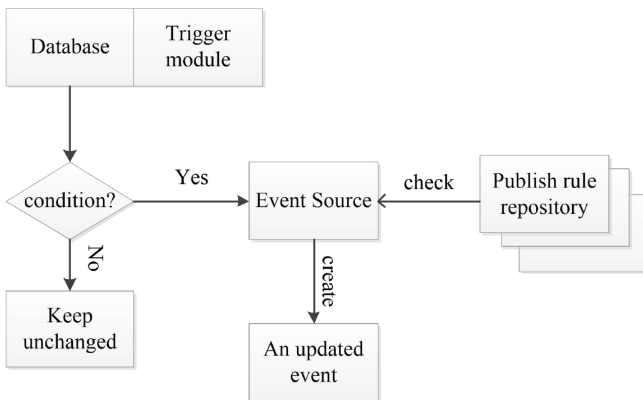 Database
Trigger
module
condition?
Yes
Event Source
check
Publish rule
repository
No
create
Keep
unchanged
An updated
event